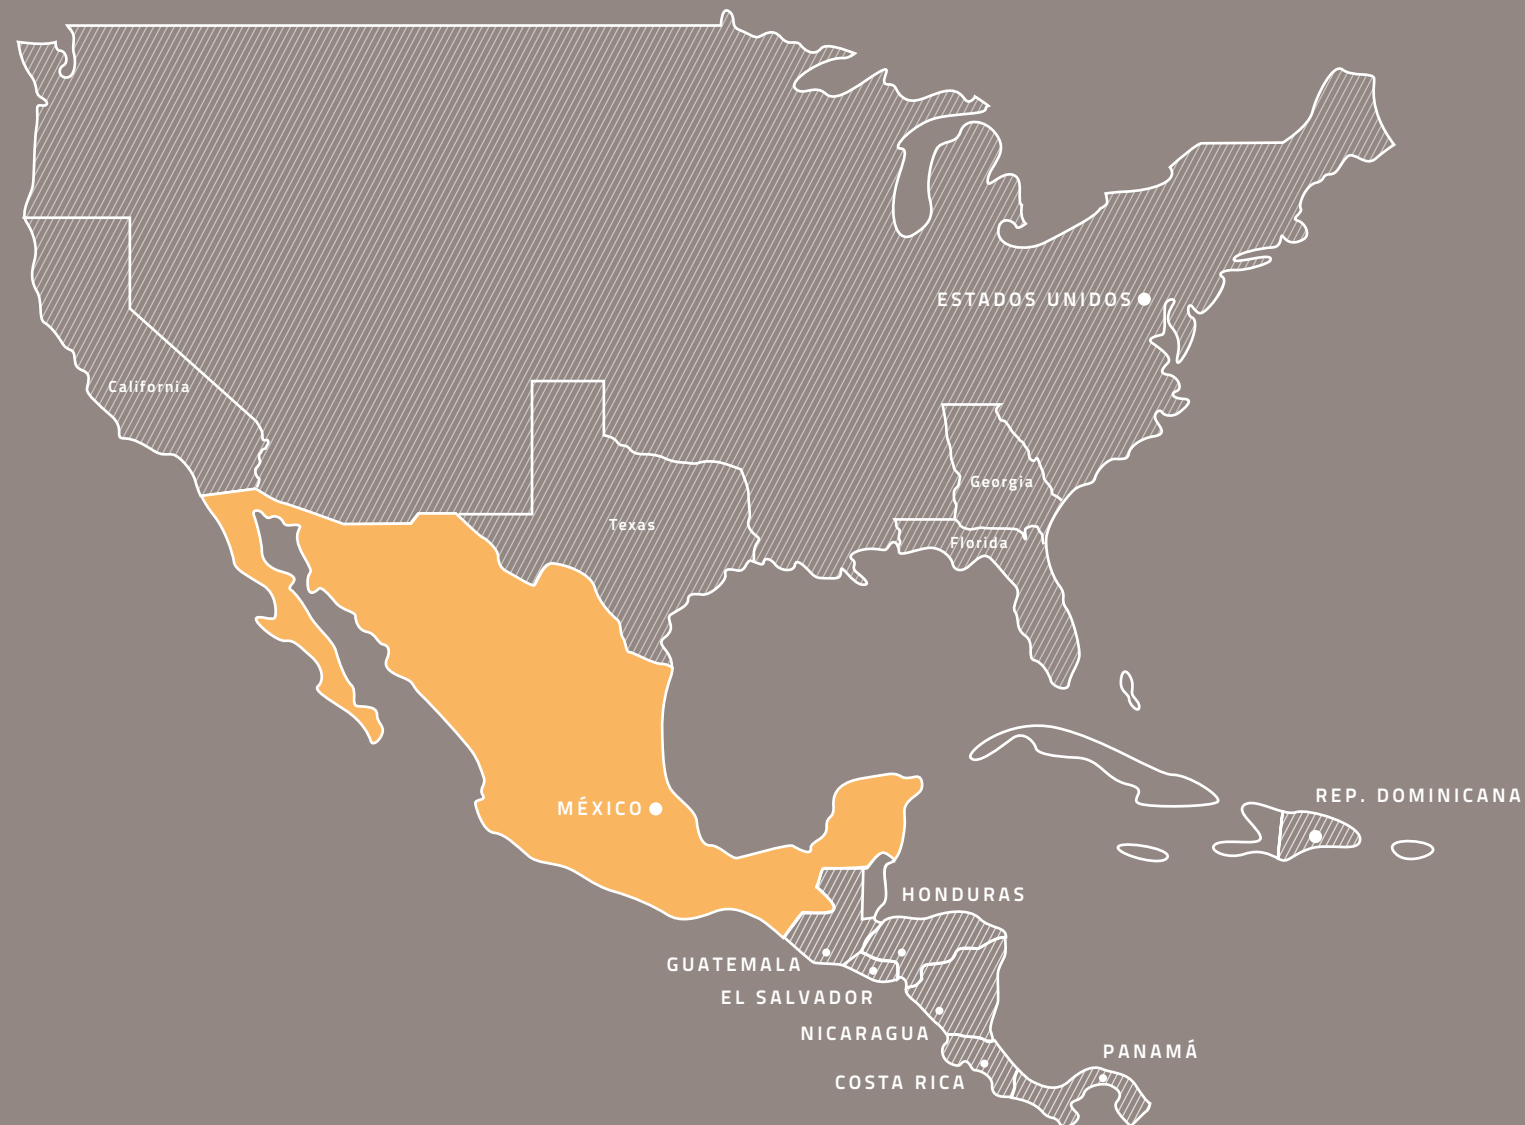 ESTADOS UNIDOS
California
Georgia
Texas
Florida
REP. DOMINICANA
MÉXICO
HONDURAS
GUATEMALA
EL SALVADOR
NICARAGUA
PANAMÁ
COSTA RICA